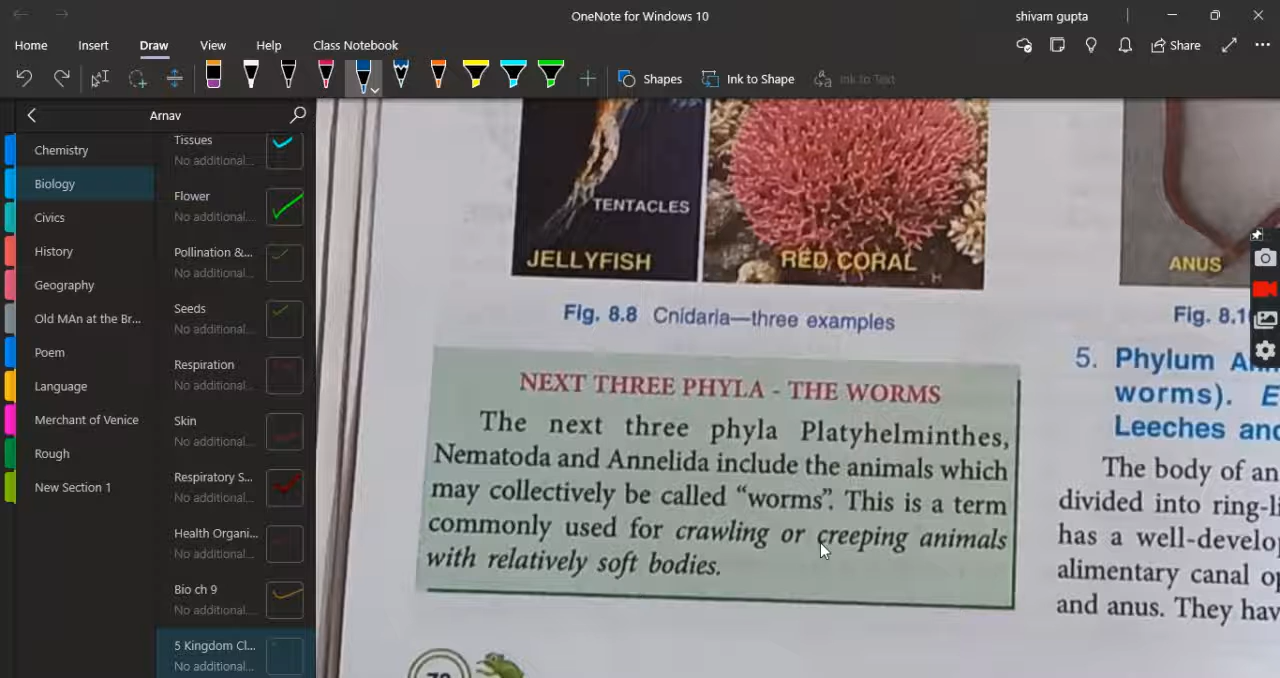 OneNote for Windows 10
shivam gupta
Home Insert Draw View Help Class Notebook
Share
Shapes
Ink to Shape
Ink to Text
Arnav
Chemistry
Biology
Civics
History
Geography
Old MAn at the Br...
Poem
Language
Merchant of Venice
Rough
New Section 1
Tissues
No additional...
Flower
No additional...
Pollination &...
No additional...
Seeds
No additional...
Respiration
No additional...
Skin
No additional...
Respiratory S...
No additional...
Health Organi...
No additional...
Bio ch 9
No additional...
5 Kingdom Cl...
No additional...
TENTACLES
JELLYFISH
RED CORAL
Fig. 8.8 Cnidaria—three examples
NEXT THREE PHYLA - THE WORMS
The next three phyla Platyhelminthes,
Nematoda and Annelida include the animals which
may collectively be called “worms”. This is a term
commonly used for crawling or creeping animals
with relatively soft bodies.
ANUS
Fig. 8.1
5. Phylum
worms).
Leeches and
The body of an
divided into ring-li
has a well-develo
alimentary canal
and anus. They hav